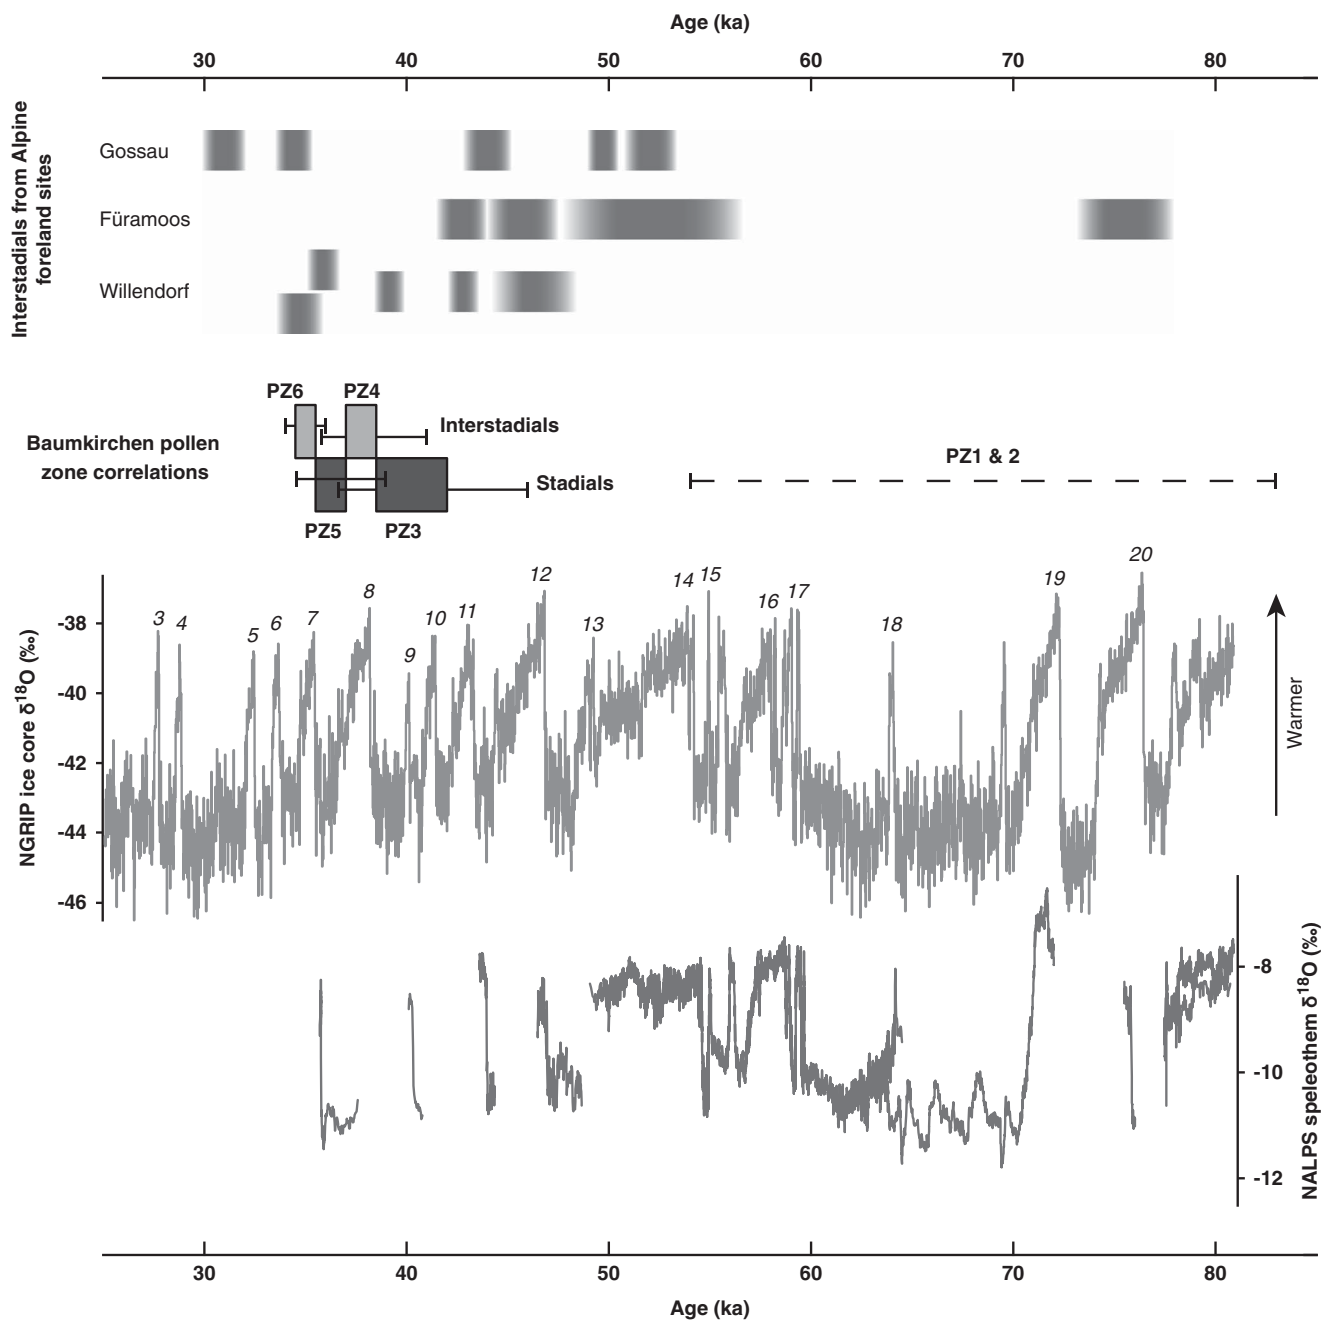 Age (ka)
30 40 50 60 70 80
Interstadials from Alpine
foreland sites
Gossau
Füramoos
Willendorf
PZ6 PZ4
Interstadials
Baumkirchen pollen
zone correlations
PZ1 & 2
Stadials
PZ5 PZ3
3 4 5 6 7 8 9 10 11 12 13 14 15 16 17 18 19 20
NGRIP ice core δ18O (‰)
-38
-40
-42
-44
-46
Warmer
NALPS speleothem δ18O (‰)
-8
-10
-12
30 40 50 60 70 80
Age (ka)